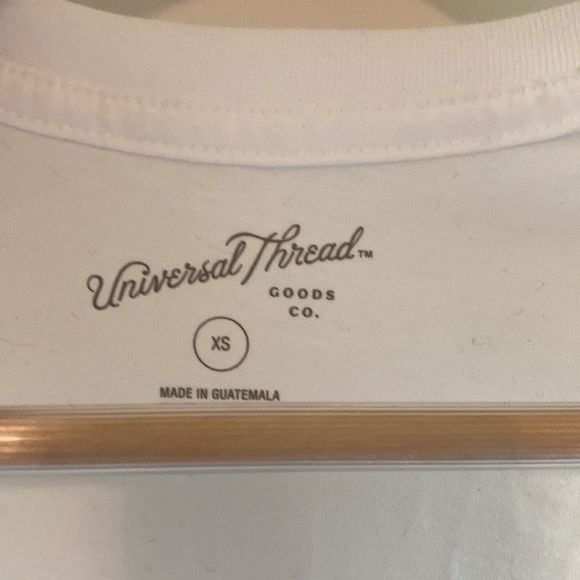 Universal Thread™
GOODS
CO.
XS
MADE IN GUATEMALA